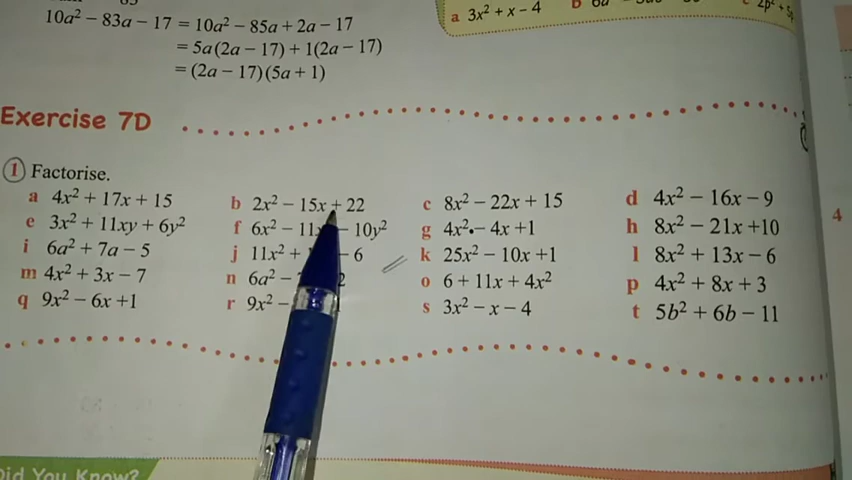 10a² − 83a − 17 = 10a² − 85a + 2a − 17
= 5a(2a − 17) + 1(2a − 17)
= (2a − 17)(5a + 1)
a 3x² + x − 4 b
Exercise 7D
1 Factorise.
a 4x² + 17x + 15 b 2x² − 15x + 22 c 8x² − 22x + 15 d 4x² − 16x − 9
e 3x² + 11xy + 6y² f 6x² − 11x − 10y² g 4x² − 4x + 1 h 8x² − 21x + 10
i 6a² + 7a − 5 j 11x² + − 6 k 25x² − 10x + 1 l 8x² + 13x − 6
m 4x² + 3x − 7 n 6a² − 2 o 6 + 11x + 4x² p 4x² + 8x + 3
q 9x² − 6x + 1 r 9x² − s 3x² − x − 4 t 5b² + 6b − 11
4
Did You Know?